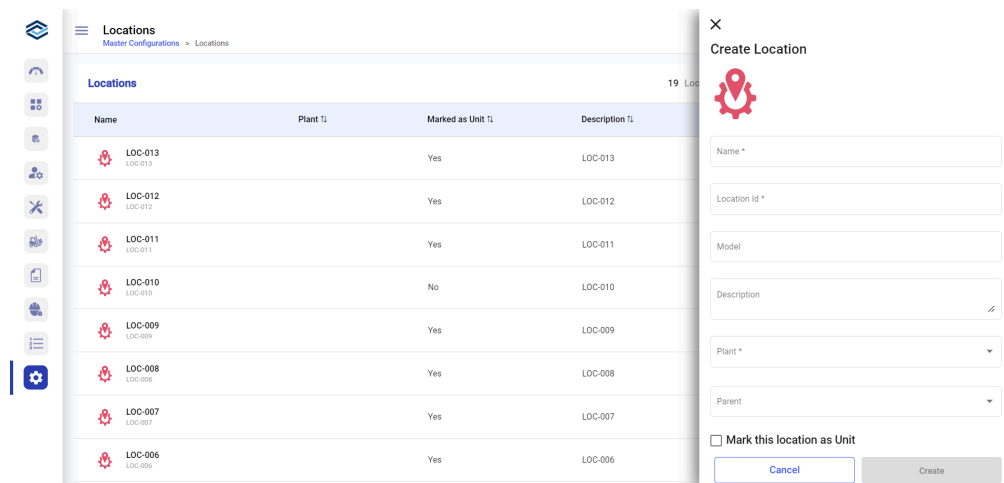 Locations
Master Configurations > Locations
Locations
19
Name Plant Marked as Unit Description
LOC-013
LOC-013
Yes LOC-013
LOC-012
LOC-012
Yes LOC-012
LOC-011
LOC-011
Yes LOC-011
LOC-010
LOC-010
No LOC-010
LOC-009
LOC-009
Yes LOC-009
LOC-008
LOC-008
Yes LOC-008
LOC-007
LOC-007
Yes LOC-007
LOC-006
LOC-006
Yes LOC-006
Create Location
Name *
Location Id *
Model
Description
Plant *
Parent
Mark this location as Unit
Cancel Create